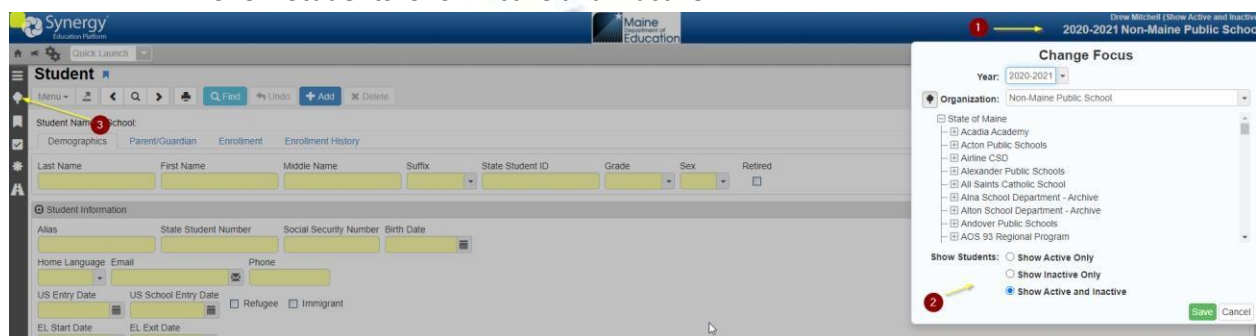 Synergy
Education Platform
Maine
Department of
Education
1
Drew Mitchell (Show Active and Inactive
2020-2021 Non-Maine Public School
Quick Launch
Student
Menu
Find
Undo
Add
Delete
3
Student Name School:
Demographics Parent/Guardian Enrollment Enrollment History
Last Name First Name Middle Name Suffix State Student ID Grade Sex Retired
Student Information
Alias State Student Number Social Security Number Birth Date
Home Language Email Phone
US Entry Date US School Entry Date Refugee Immigrant
EL Start Date EL Exit Date
Change Focus
Year: 2020-2021
Organization: Non-Maine Public School
State of Maine
Acadia Academy
Acton Public Schools
Airline CSD
Alexander Public Schools
All Saints Catholic School
Alna School Department - Archive
Alton School Department - Archive
Andover Public Schools
AOS 93 Regional Program
Show Students: Show Active Only
Show Inactive Only
2
Show Active and Inactive
Save Cancel